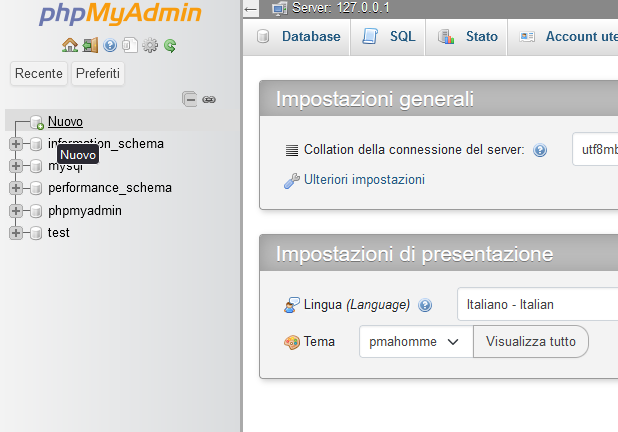 phpMyAdmin
Recente Preferiti
Nuovo
information_schema
Nuovo
mysql
performance_schema
phpmyadmin
test
Server: 127.0.0.1
Database SQL Stato Account ute
Impostazioni generali
Collation della connessione del server: utf8mb
Ulteriori impostazioni
Impostazioni di presentazione
Lingua (Language) Italiano - Italian
Tema pmahomme Visualizza tutto